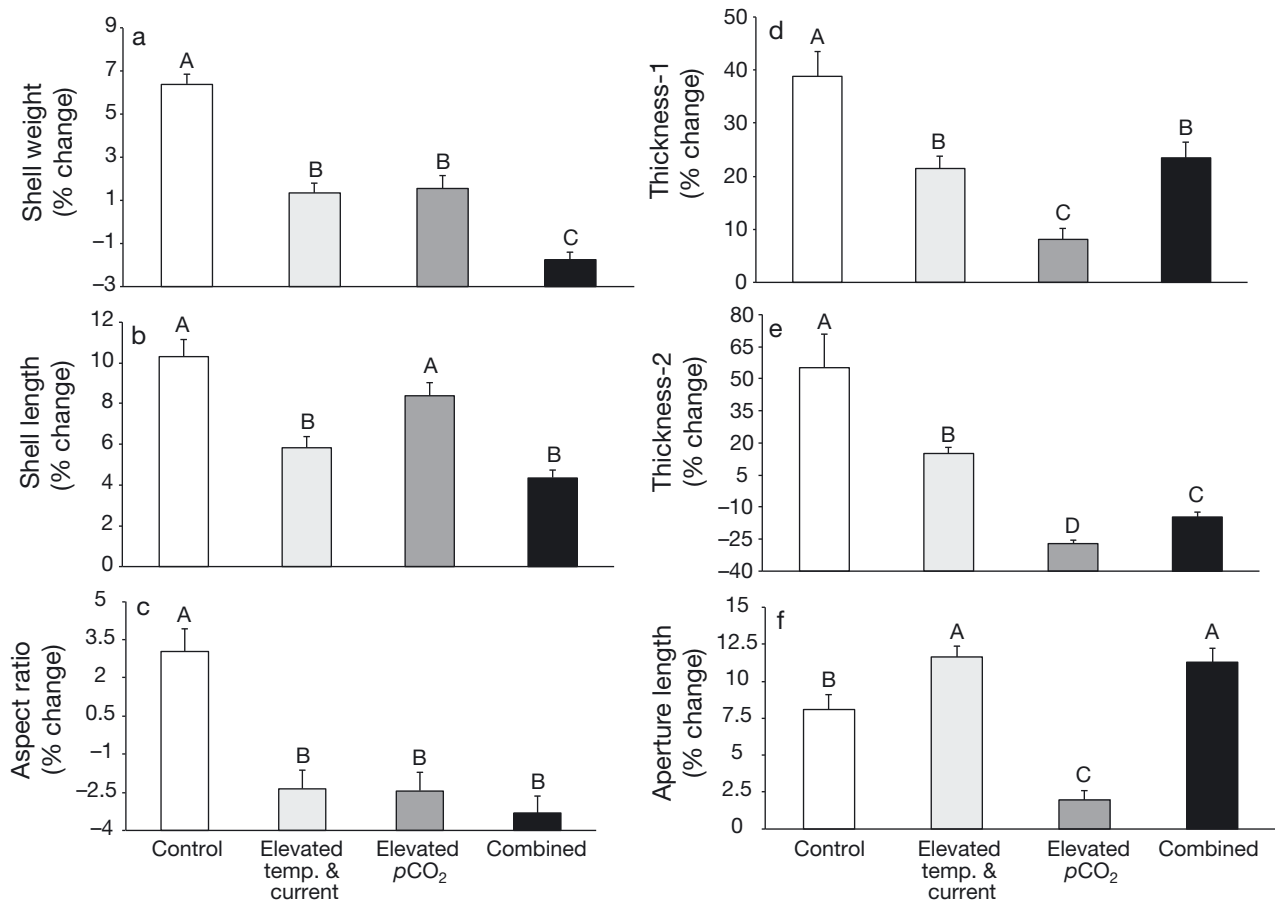 a
Shell weight
(% change)
9
7
5
3
1
–1
–3
A
B
B
C
b
Shell length
(% change)
12
10
8
6
4
2
0
A
B
A
B
c
Aspect ratio
(% change)
5
3.5
2
0.5
–1
–2.5
–4
A
B
B
B
Control
Elevated
temp. &
current
Elevated
pCO2
Combined
d
Thickness-1
(% change)
50
40
30
20
10
0
A
B
C
B
e
Thickness-2
(% change)
80
65
50
35
20
5
–10
–25
–40
A
B
D
C
f
Aperture length
(% change)
15
12.5
10
7.5
5
2.5
0
B
A
C
A
Control
Elevated
temp. &
current
Elevated
pCO2
Combined